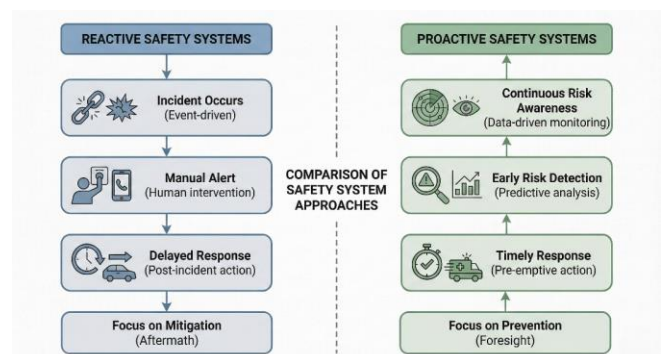 REACTIVE SAFETY SYSTEMS
Incident Occurs
(Event-driven)
Manual Alert
(Human intervention)
Delayed Response
(Post-incident action)
Focus on Mitigation
(Aftermath)
COMPARISON OF
SAFETY SYSTEM
APPROACHES
PROACTIVE SAFETY SYSTEMS
Continuous Risk
Awareness
(Data-driven monitoring)
Early Risk Detection
(Predictive analysis)
Timely Response
(Pre-emptive action)
Focus on Prevention
(Foresight)